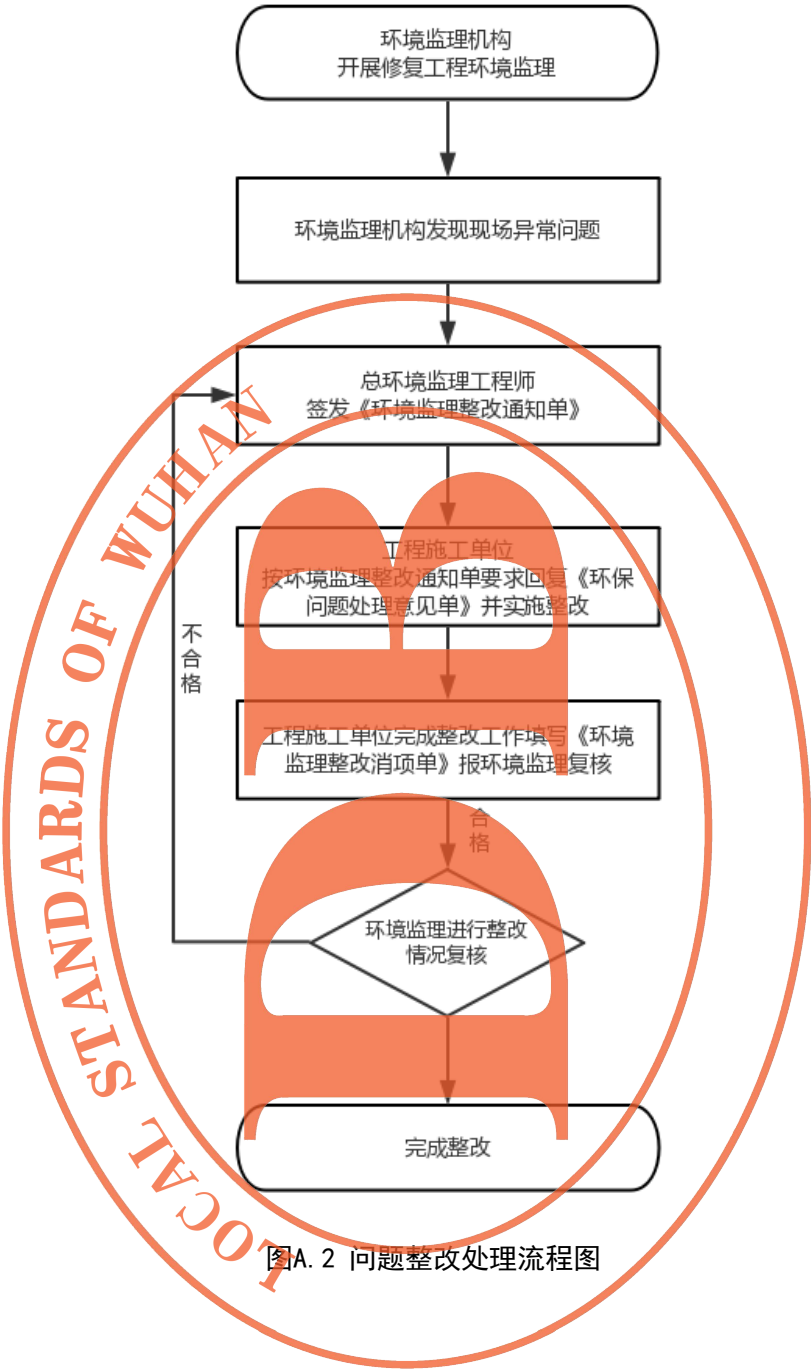 环境监理机构
开展修复工程环境监理
环境监理机构发现现场异常问题
总环境监理工程师
签发《环境监理整改通知单》
工程施工单位
按环境监理整改通知单要求回复《环保
问题处理意见单》并实施整改
不
合
格
工程施工单位完成整改工作填写《环境
监理整改消项单》报环境监理复核
合
格
环境监理进行整改
情况复核
完成整改
图A.2 问题整改处理流程图
LOCAL STANDARDS OF WUHAN
DB